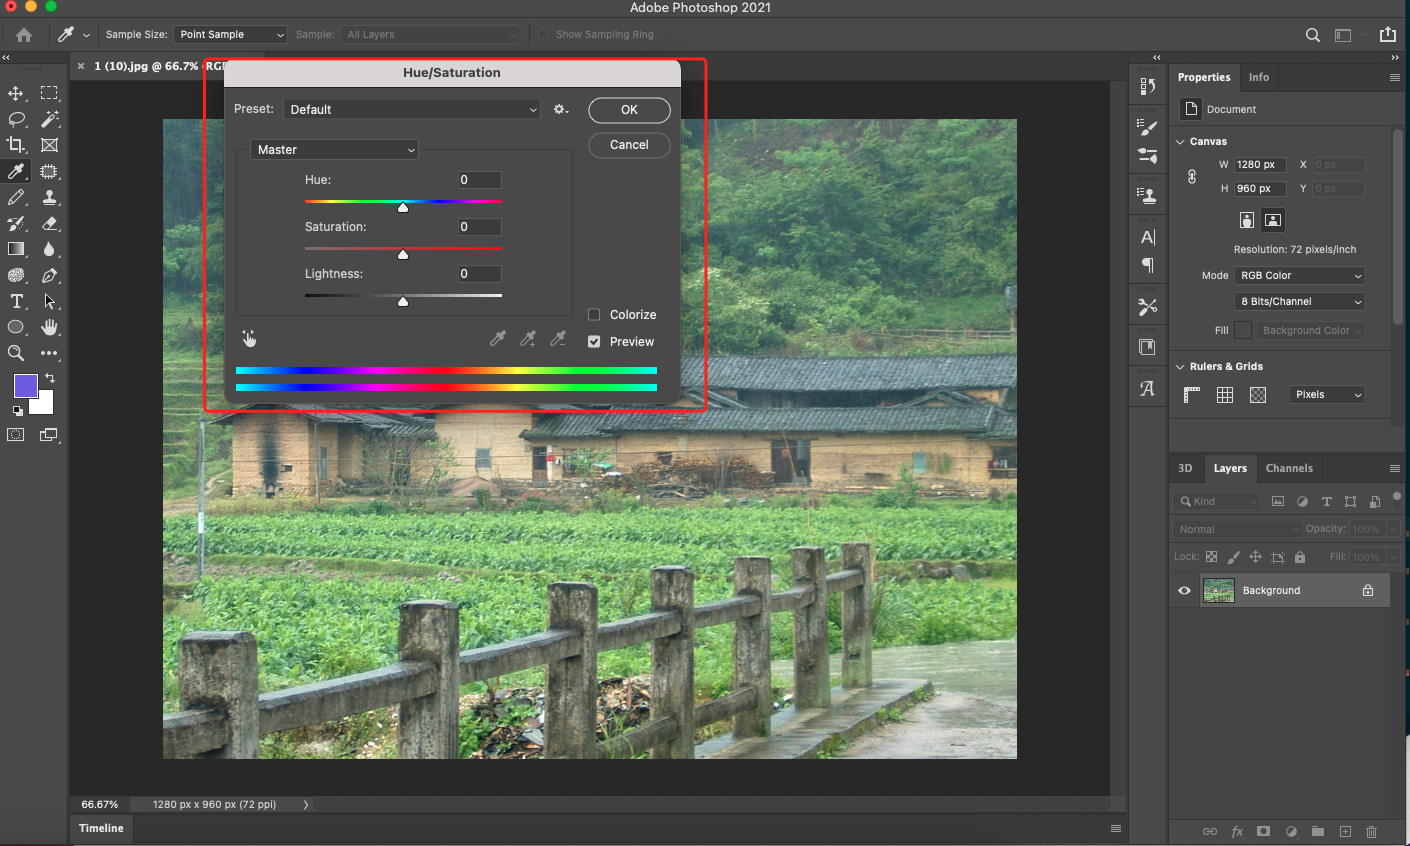 Adobe Photoshop 2021
Sample Size: Point Sample Sample: All Layers Show Sampling Ring
1 (10).jpg @ 66.7% (RGB
Hue/Saturation
Preset: Default
OK
Cancel
Master
Hue: 0
Saturation: 0
Lightness: 0
Colorize
Preview
66.67% 1280 px x 960 px (72 ppi)
Timeline
Properties Info
Document
Canvas
W 1280 px X 0 px
H 960 px Y 0 px
Resolution: 72 pixels/inch
Mode RGB Color
8 Bits/Channel
Fill Background Color
Rulers & Grids
Pixels
3D Layers Channels
Kind
Normal Opacity: 100%
Lock: Fill: 100%
Background
fx